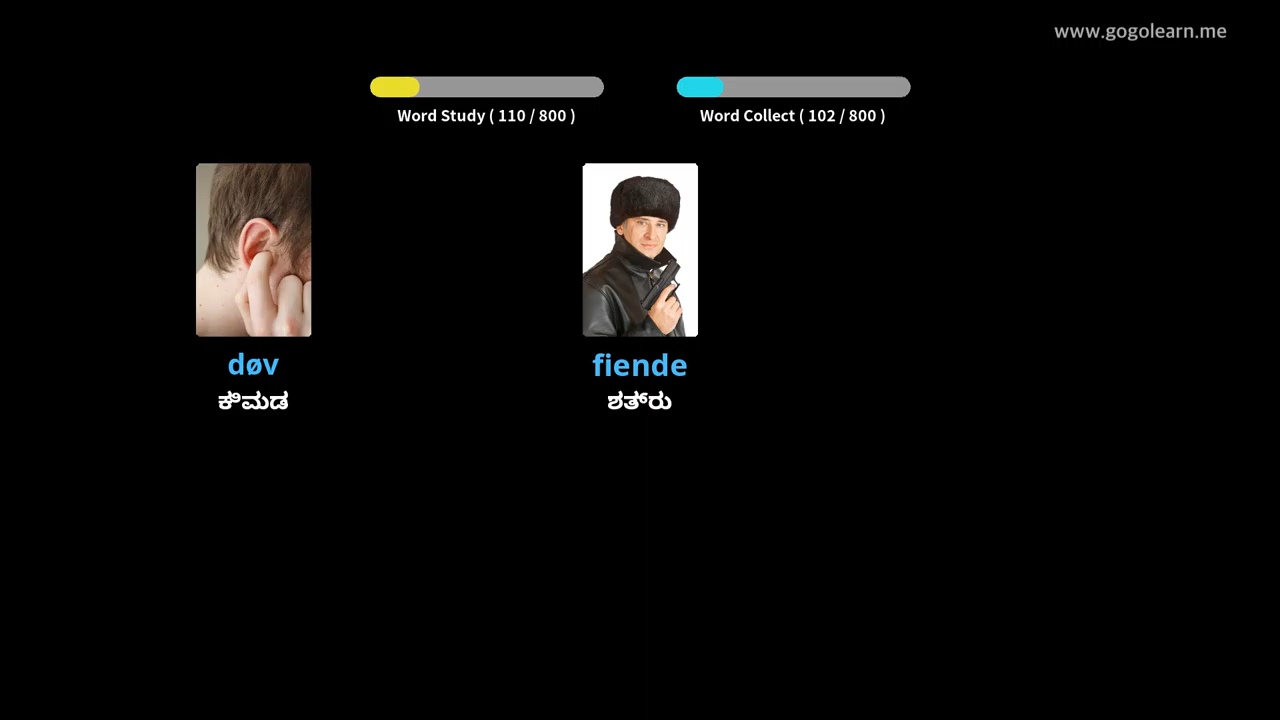 www.gogolearn.me
Word Study ( 110 / 800 )
Word Collect ( 102 / 800 )
døv
fiende
ಕಿವುಡ
ಶತ್ರು